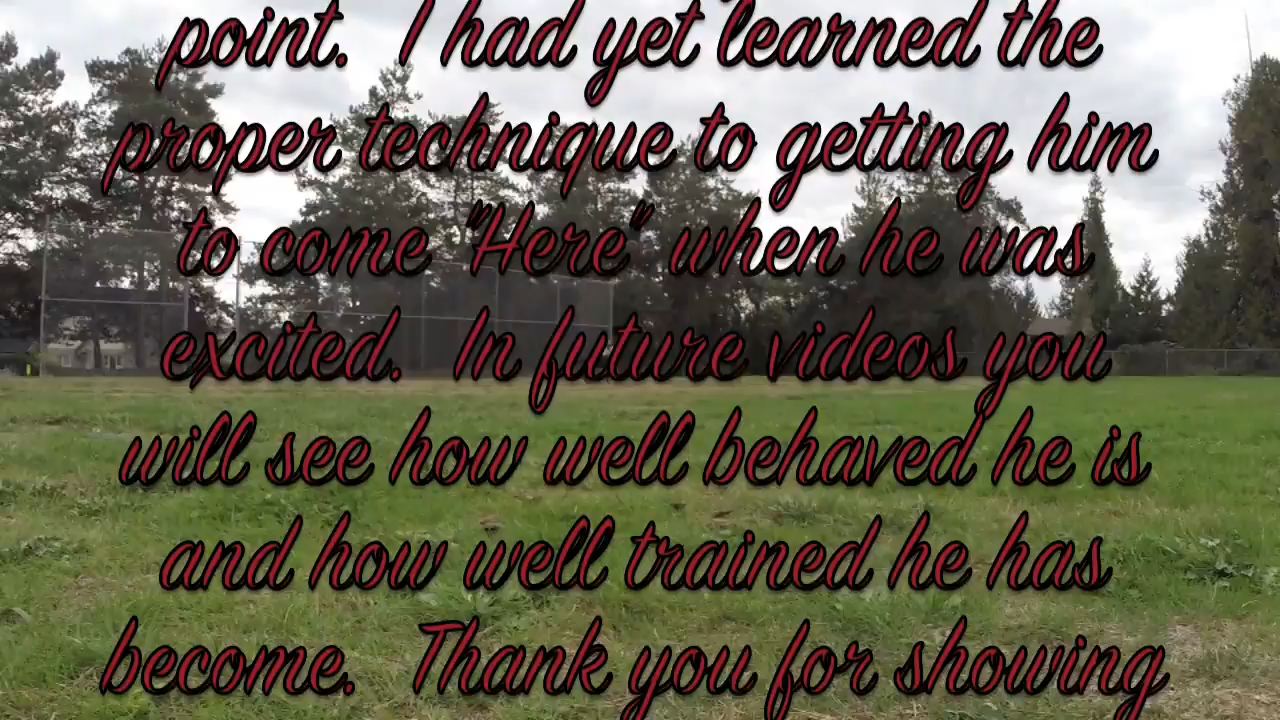 point. I had yet learned the
proper technique to getting him
to come "Here" when he was
excited. In future videos you
will see how well behaved he is
and how well trained he has
become. Thank you for showing